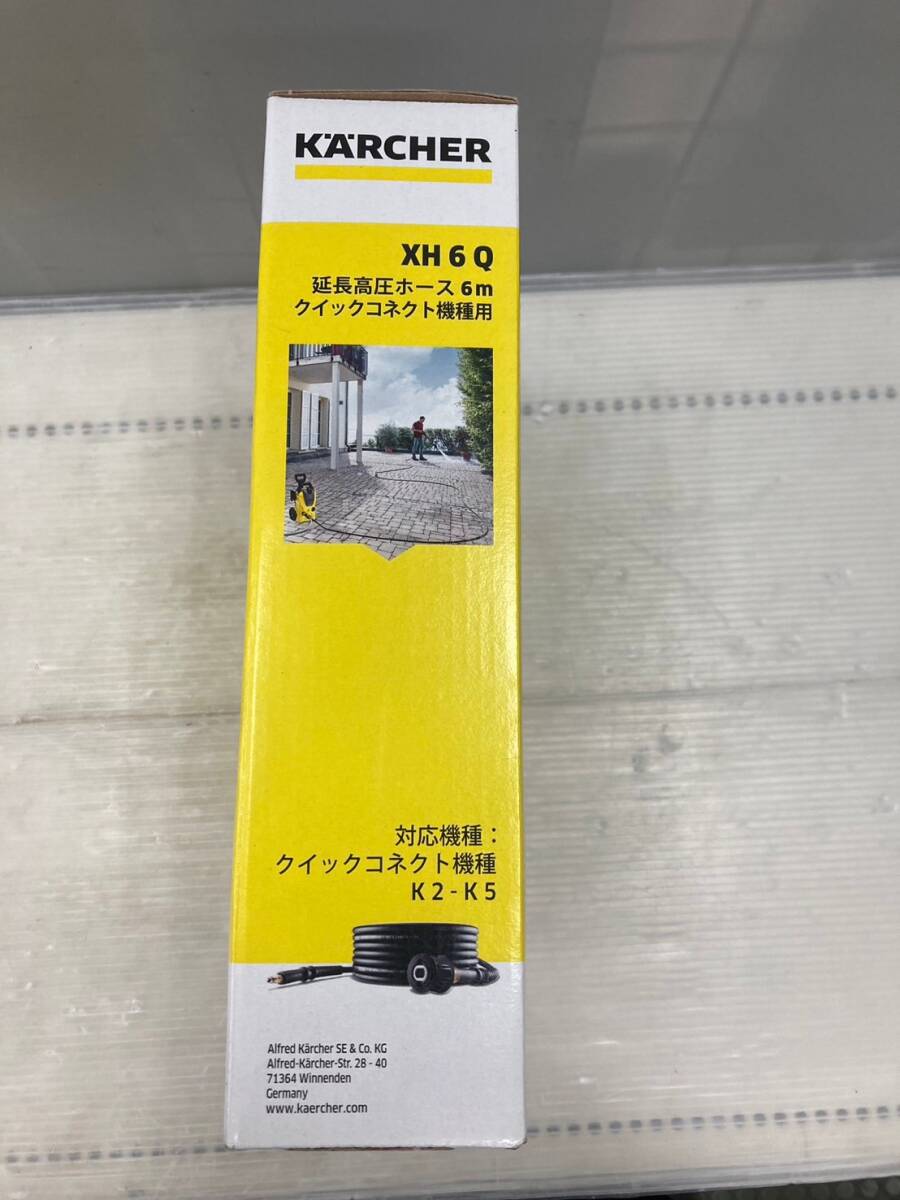 KÄRCHER
XH 6 Q
延長高圧ホース 6m
クイックコネクト機種用
対応機種：
クイックコネクト機種
K 2 - K 5
Alfred Kärcher SE & Co. KG
Alfred-Kärcher-Str. 28 - 40
71364 Winnenden
Germany
www.kaercher.com